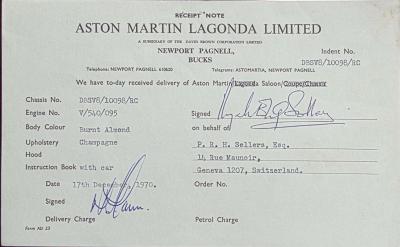 RECEIPT NOTE
ASTON MARTIN LAGONDA LIMITED
A SUBSIDIARY OF THE DAVID BROWN CORPORATION LIMITED
NEWPORT PAGNELL,
BUCKS
Indent No.
DBSV8/10098/RC
Telephone: NEWPORT PAGNELL 610620
Telegrams: ASTOMARTIA, NEWPORT PAGNELL
We have to-day received delivery of Aston Martin/Lagonda Saloon/Coupe/Chassis
Chassis No. DBSV8/10098/RC
Engine No. V/540/095
Signed
Body Colour Burnt Almond
on behalf of
Upholstery Champagne
P. R. H. Sellers, Esq.
Hood
14 Rue Maunoir,
Instruction Book with car
Geneva 1207, Switzerland.
Date 17th December, 1970.
Order No.
Signed
Delivery Charge
Petrol Charge
Form AD 23